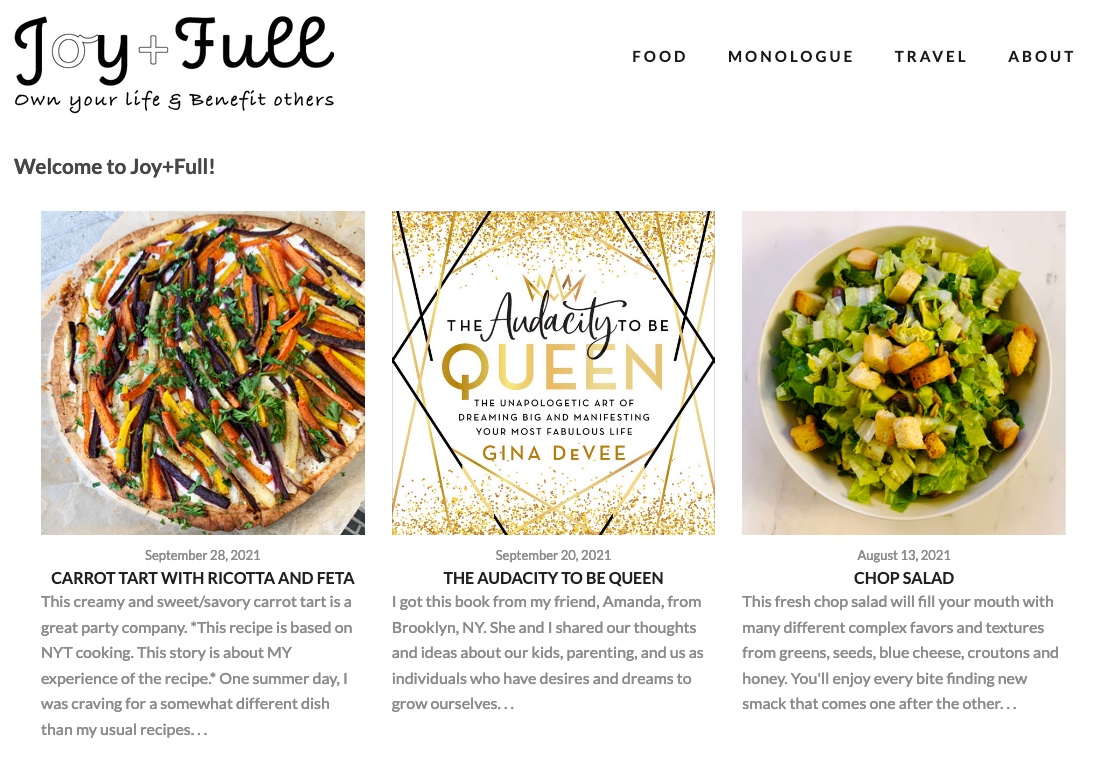 Joy+Full
Own your life & Benefit others
FOOD MONOLOGUE TRAVEL ABOUT
Welcome to Joy+Full!
September 28, 2021
CARROT TART WITH RICOTTA AND FETA
This creamy and sweet/savory carrot tart is a
great party company. *This recipe is based on
NYT cooking. This story is about MY
experience of the recipe.* One summer day, I
was craving for a somewhat different dish
than my usual recipes. . .
THE Audacity TO BE
QUEEN
THE UNAPOLOGETIC ART OF
DREAMING BIG AND MANIFESTING
YOUR MOST FABULOUS LIFE
GINA DEVEE
September 20, 2021
THE AUDACITY TO BE QUEEN
I got this book from my friend, Amanda, from
Brooklyn, NY. She and I shared our thoughts
and ideas about our kids, parenting, and us as
individuals who have desires and dreams to
grow ourselves. . .
August 13, 2021
CHOP SALAD
This fresh chop salad will fill your mouth with
many different complex favors and textures
from greens, seeds, blue cheese, croutons and
honey. You'll enjoy every bite finding new
smack that comes one after the other. . .